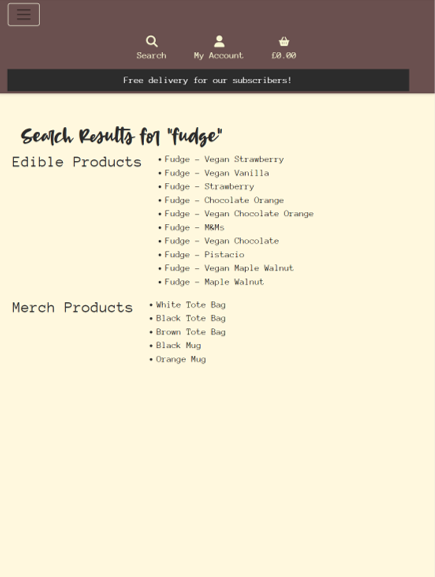 Search
My Account
£0.00
Free delivery for our subscribers!
Search Results for "fudge"
Edible Products
• Fudge - Vegan Strawberry
• Fudge - Vegan Vanilla
• Fudge - Strawberry
• Fudge - Chocolate Orange
• Fudge - Vegan Chocolate Orange
• Fudge - M&Ms
• Fudge - Vegan Chocolate
• Fudge - Pistacio
• Fudge - Vegan Maple Walnut
• Fudge - Maple Walnut
Merch Products
• White Tote Bag
• Black Tote Bag
• Brown Tote Bag
• Black Mug
• Orange Mug